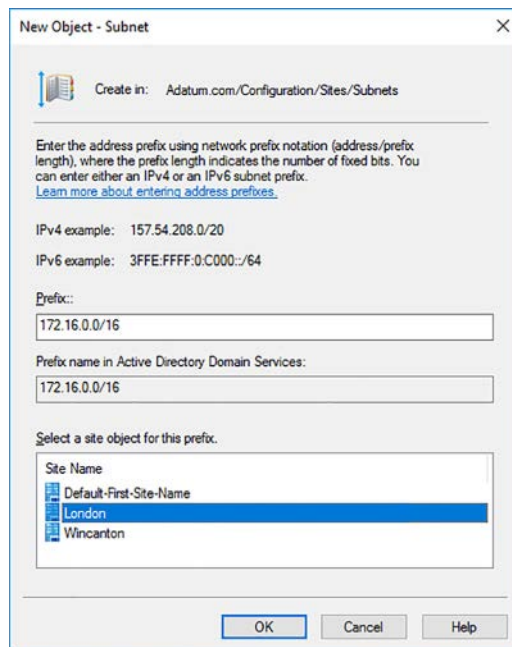 New Object - Subnet
Create in: Adatum.com/Configuration/Sites/Subnets
Enter the address prefix using network prefix notation (address/prefix
length), where the prefix length indicates the number of fixed bits. You
can enter either an IPv4 or an IPv6 subnet prefix.
Learn more about entering address prefixes.
IPv4 example: 157.54.208.0/20
IPv6 example: 3FFE:FFFF:0:C000::/64
Prefix::
172.16.0.0/16
Prefix name in Active Directory Domain Services:
172.16.0.0/16
Select a site object for this prefix.
Site Name
Default-First-Site-Name
London
Wincanton
OK Cancel Help